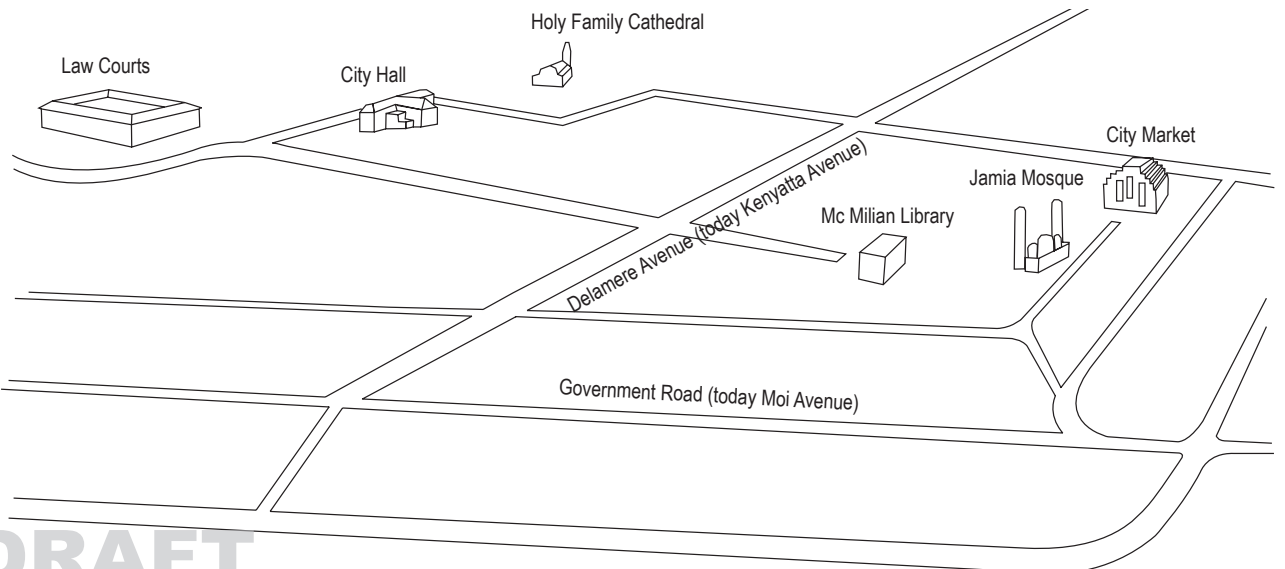 Holy Family Cathedral
Law Courts
City Hall
City Market
Jamia Mosque
Mc Milian Library
Delamere Avenue (today Kenyatta Avenue)
Government Road (today Moi Avenue)
DRAFT